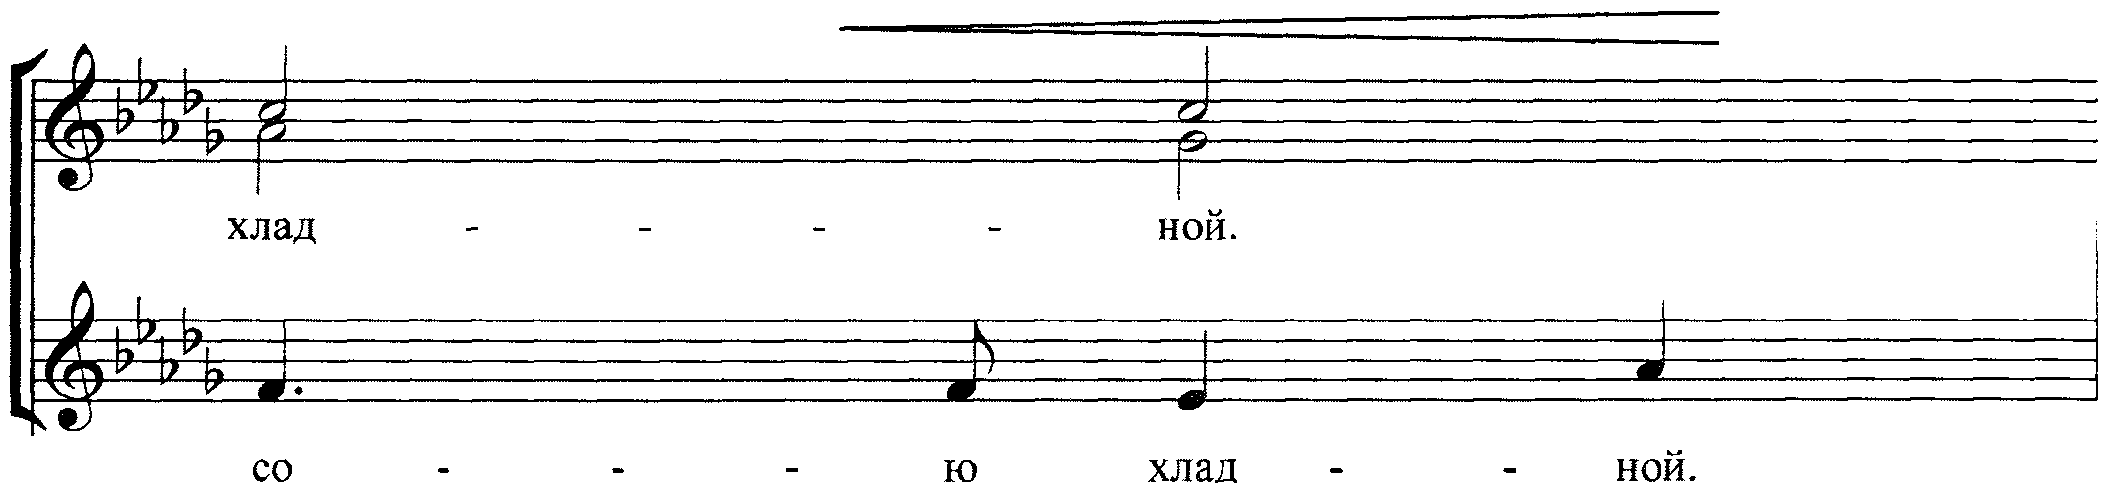 хлад - - - - ной.
со - - - ю хлад - - ной.